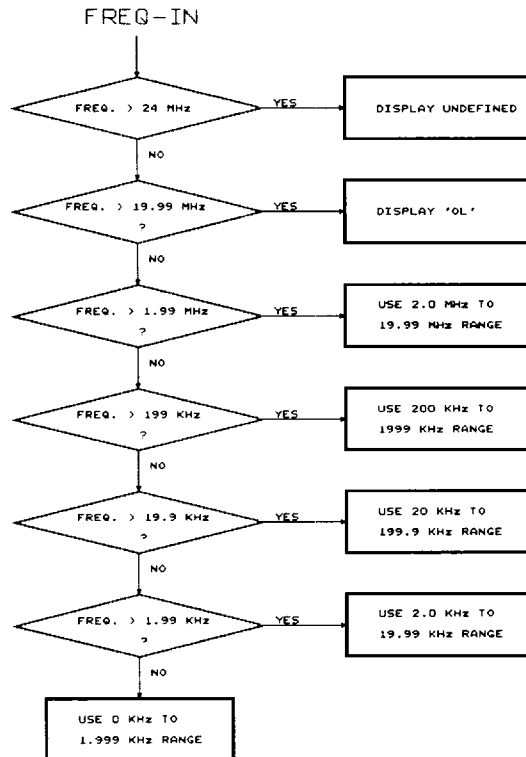 FREQ-IN
FREQ. > 24 MHz
YES
DISPLAY UNDEFINED
NO
FREQ. > 19.99 MHz
?
YES
DISPLAY 'OL'
NO
FREQ. > 1.99 MHz
?
YES
USE 2.0 MHz TO
19.99 MHz RANGE
NO
FREQ. > 199 KHz
?
YES
USE 200 KHz TO
1999 KHz RANGE
NO
FREQ. > 19.9 KHz
?
YES
USE 20 KHz TO
199.9 KHz RANGE
NO
FREQ. > 1.99 KHz
?
YES
USE 2.0 KHz TO
19.99 KHz RANGE
NO
USE 0 KHz TO
1.999 KHz RANGE